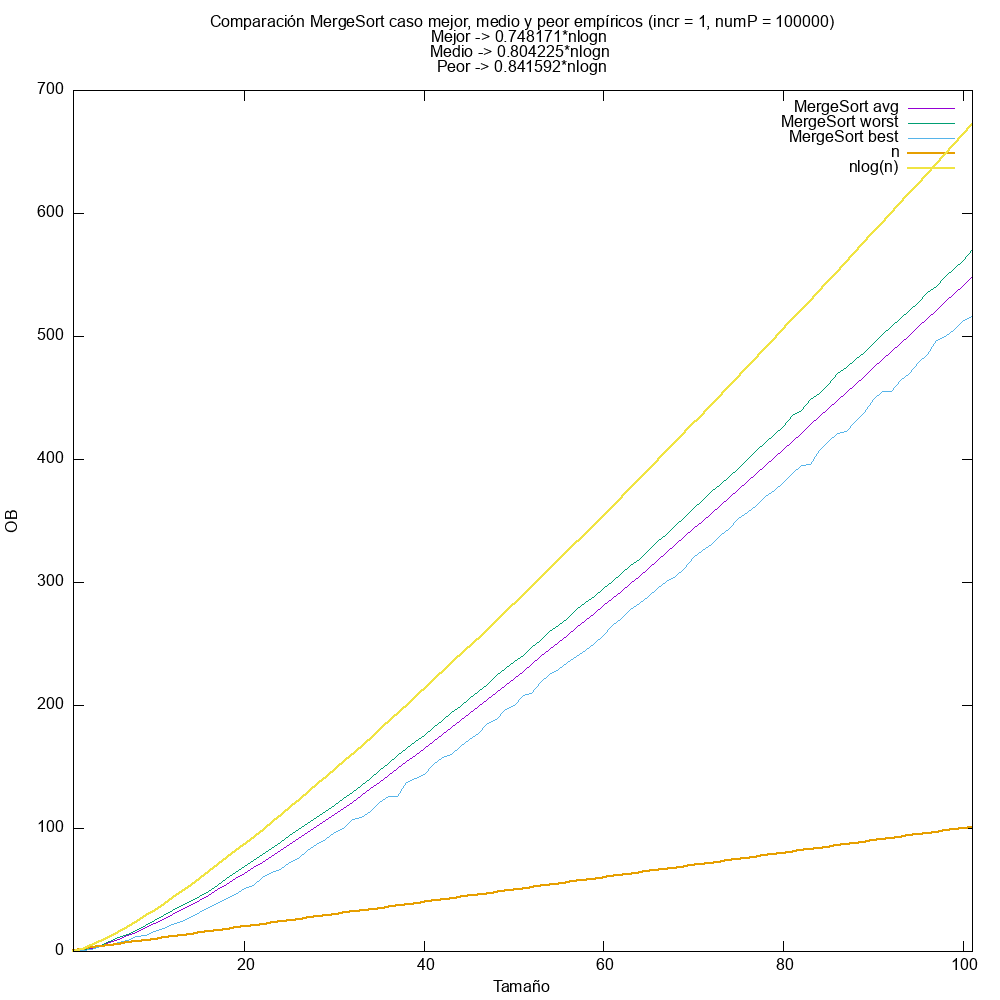 Comparación MergeSort caso mejor, medio y peor empíricos (incr = 1, numP = 100000)
Mejor -> 0.748171*nlogn
Medio -> 0.804225*nlogn
Peor -> 0.841592*nlogn
700
600
500
400
300
200
100
0
OB
MergeSort avg
MergeSort worst
MergeSort best
n
nlog(n)
20 40 60 80 100
Tamaño